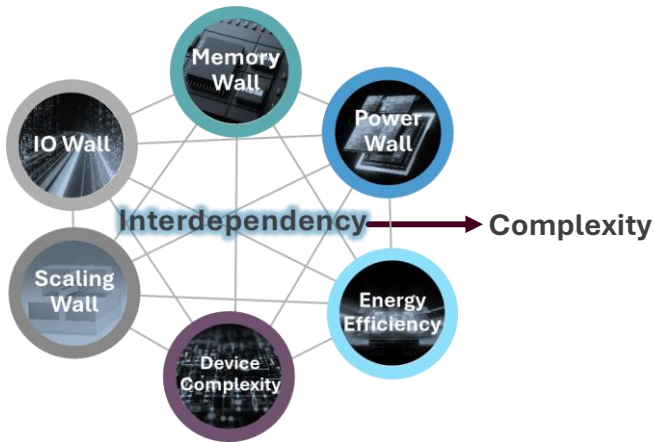 Memory
Wall
Power
Wall
IO Wall
Interdependency
Complexity
Scaling
Wall
Energy
Efficiency
Device
Complexity